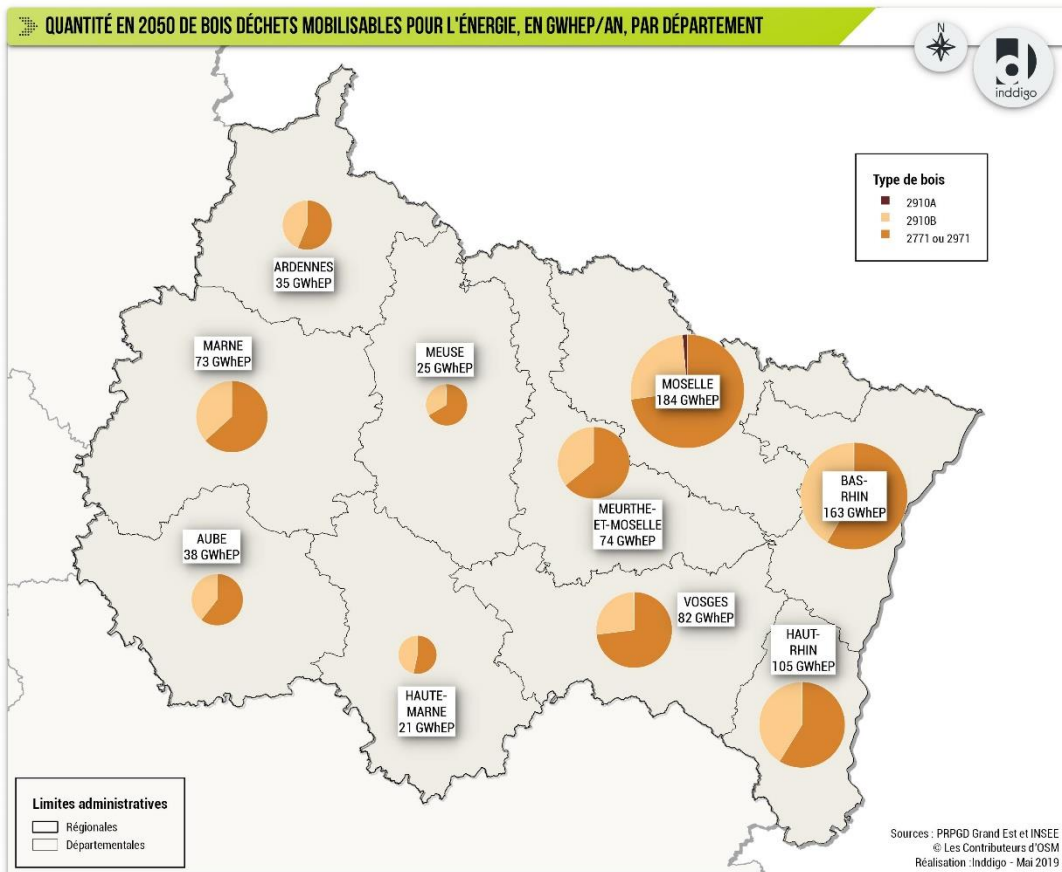 QUANTITÉ EN 2050 DE BOIS DÉCHETS MOBILISABLES POUR L'ÉNERGIE, EN GWHEP/AN, PAR DÉPARTEMENT
N
inddigo
Type de bois
2910A
2910B
2771 ou 2971
ARDENNES
35 GWhEP
MARNE
73 GWhEP
MEUSE
25 GWhEP
MOSELLE
184 GWhEP
BAS-
RHIN
163 GWhEP
MEURTHE-
ET-MOSELLE
74 GWhEP
AUBE
38 GWhEP
VOSGES
82 GWhEP
HAUT-
RHIN
105 GWhEP
HAUTE-
MARNE
21 GWhEP
Limites administratives
Régionales
Départementales
Sources : PRPGD Grand Est et INSEE
© Les Contributeurs d'OSM
Réalisation : Inddigo - Mai 2019